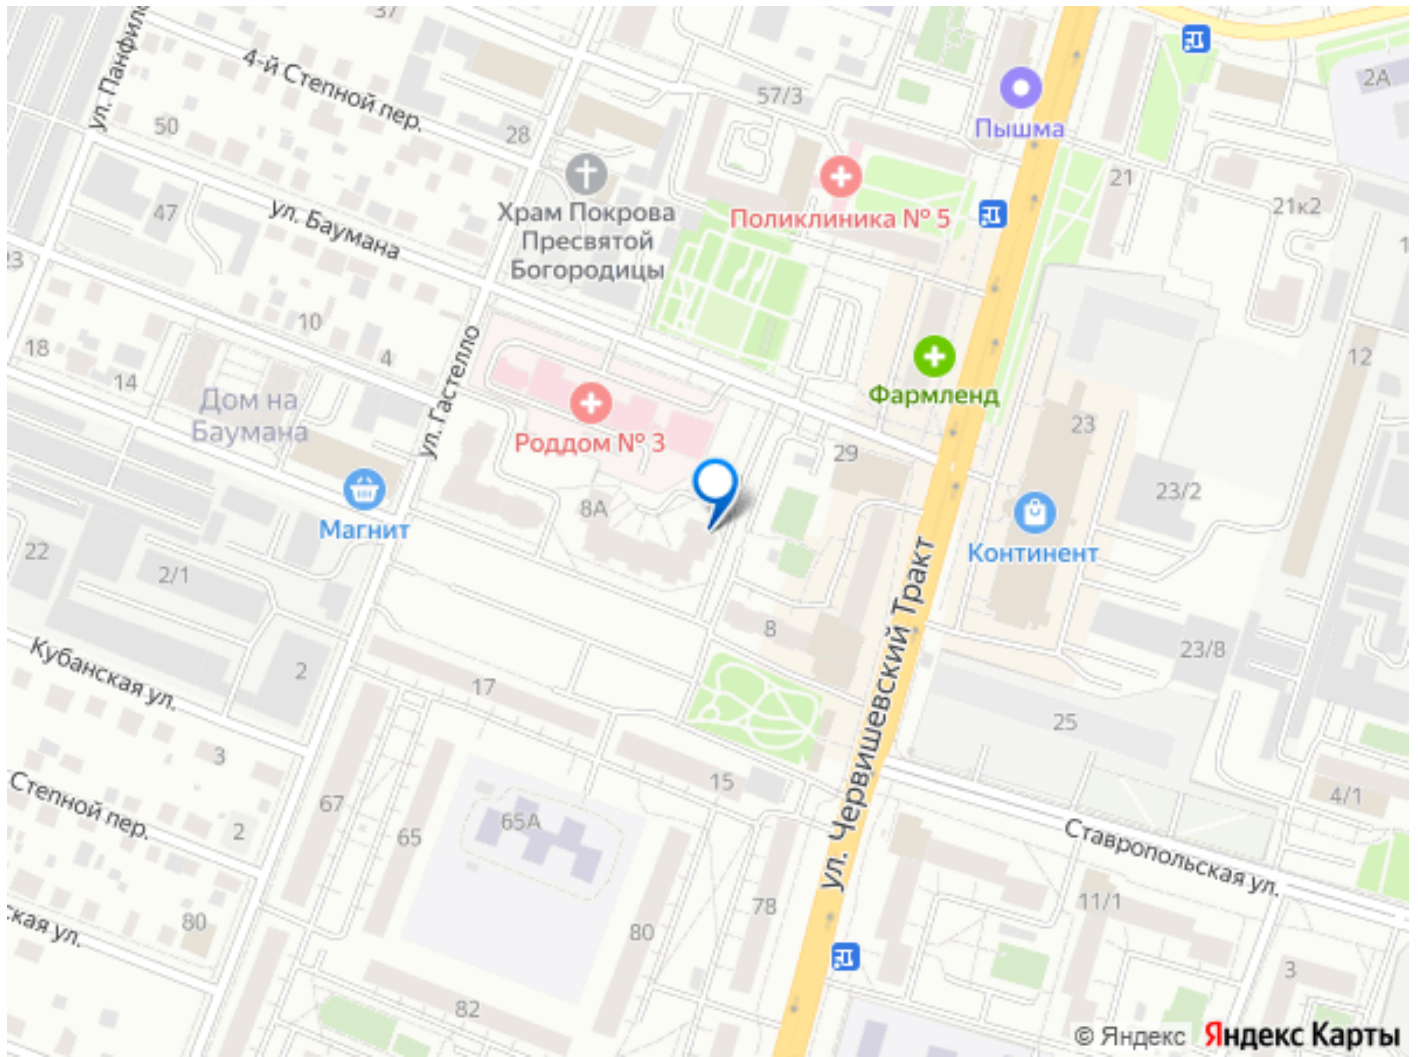 37
ул. Панфило
4-й Степной пер.
57/3
Пышма
2А
50
28
21
Поликлиника № 5
47
ул. Баумана
Храм Покрова
Пресвятой
Богородицы
21к2
1
23
10
18
4
14
ул. Гастелло
Дом на
Баумана
Роддом № 3
Фармленд
12
23
29
Магнит
8А
23/2
Континент
22
2/1
ул. Червишевский Тракт
8
23/8
Кубанская ул.
2
17
25
3
15
4/1
Степной пер.
67
65
65А
2
Ставропольская ул.
ская ул.
80
80
78
11/1
3
82
© Яндекс Яндекс Карты